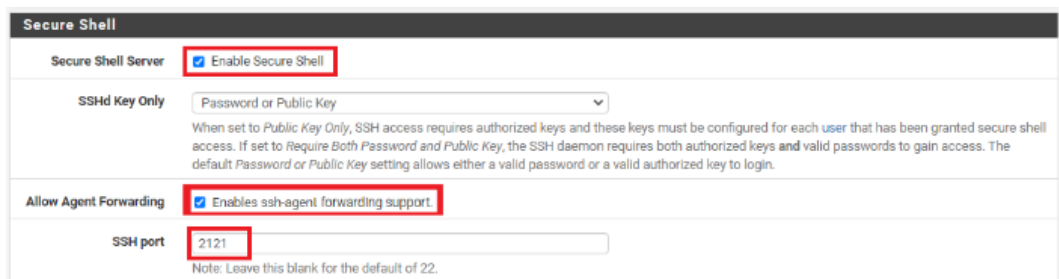 Secure Shell
Secure Shell Server
Enable Secure Shell
SSHd Key Only
Password or Public Key
When set to Public Key Only, SSH access requires authorized keys and these keys must be configured for each user that has been granted secure shell
access. If set to Require Both Password and Public Key, the SSH daemon requires both authorized keys and valid passwords to gain access. The
default Password or Public Key setting allows either a valid password or a valid authorized key to login.
Allow Agent Forwarding
Enables ssh-agent forwarding support.
SSH port
2121
Note: Leave this blank for the default of 22.